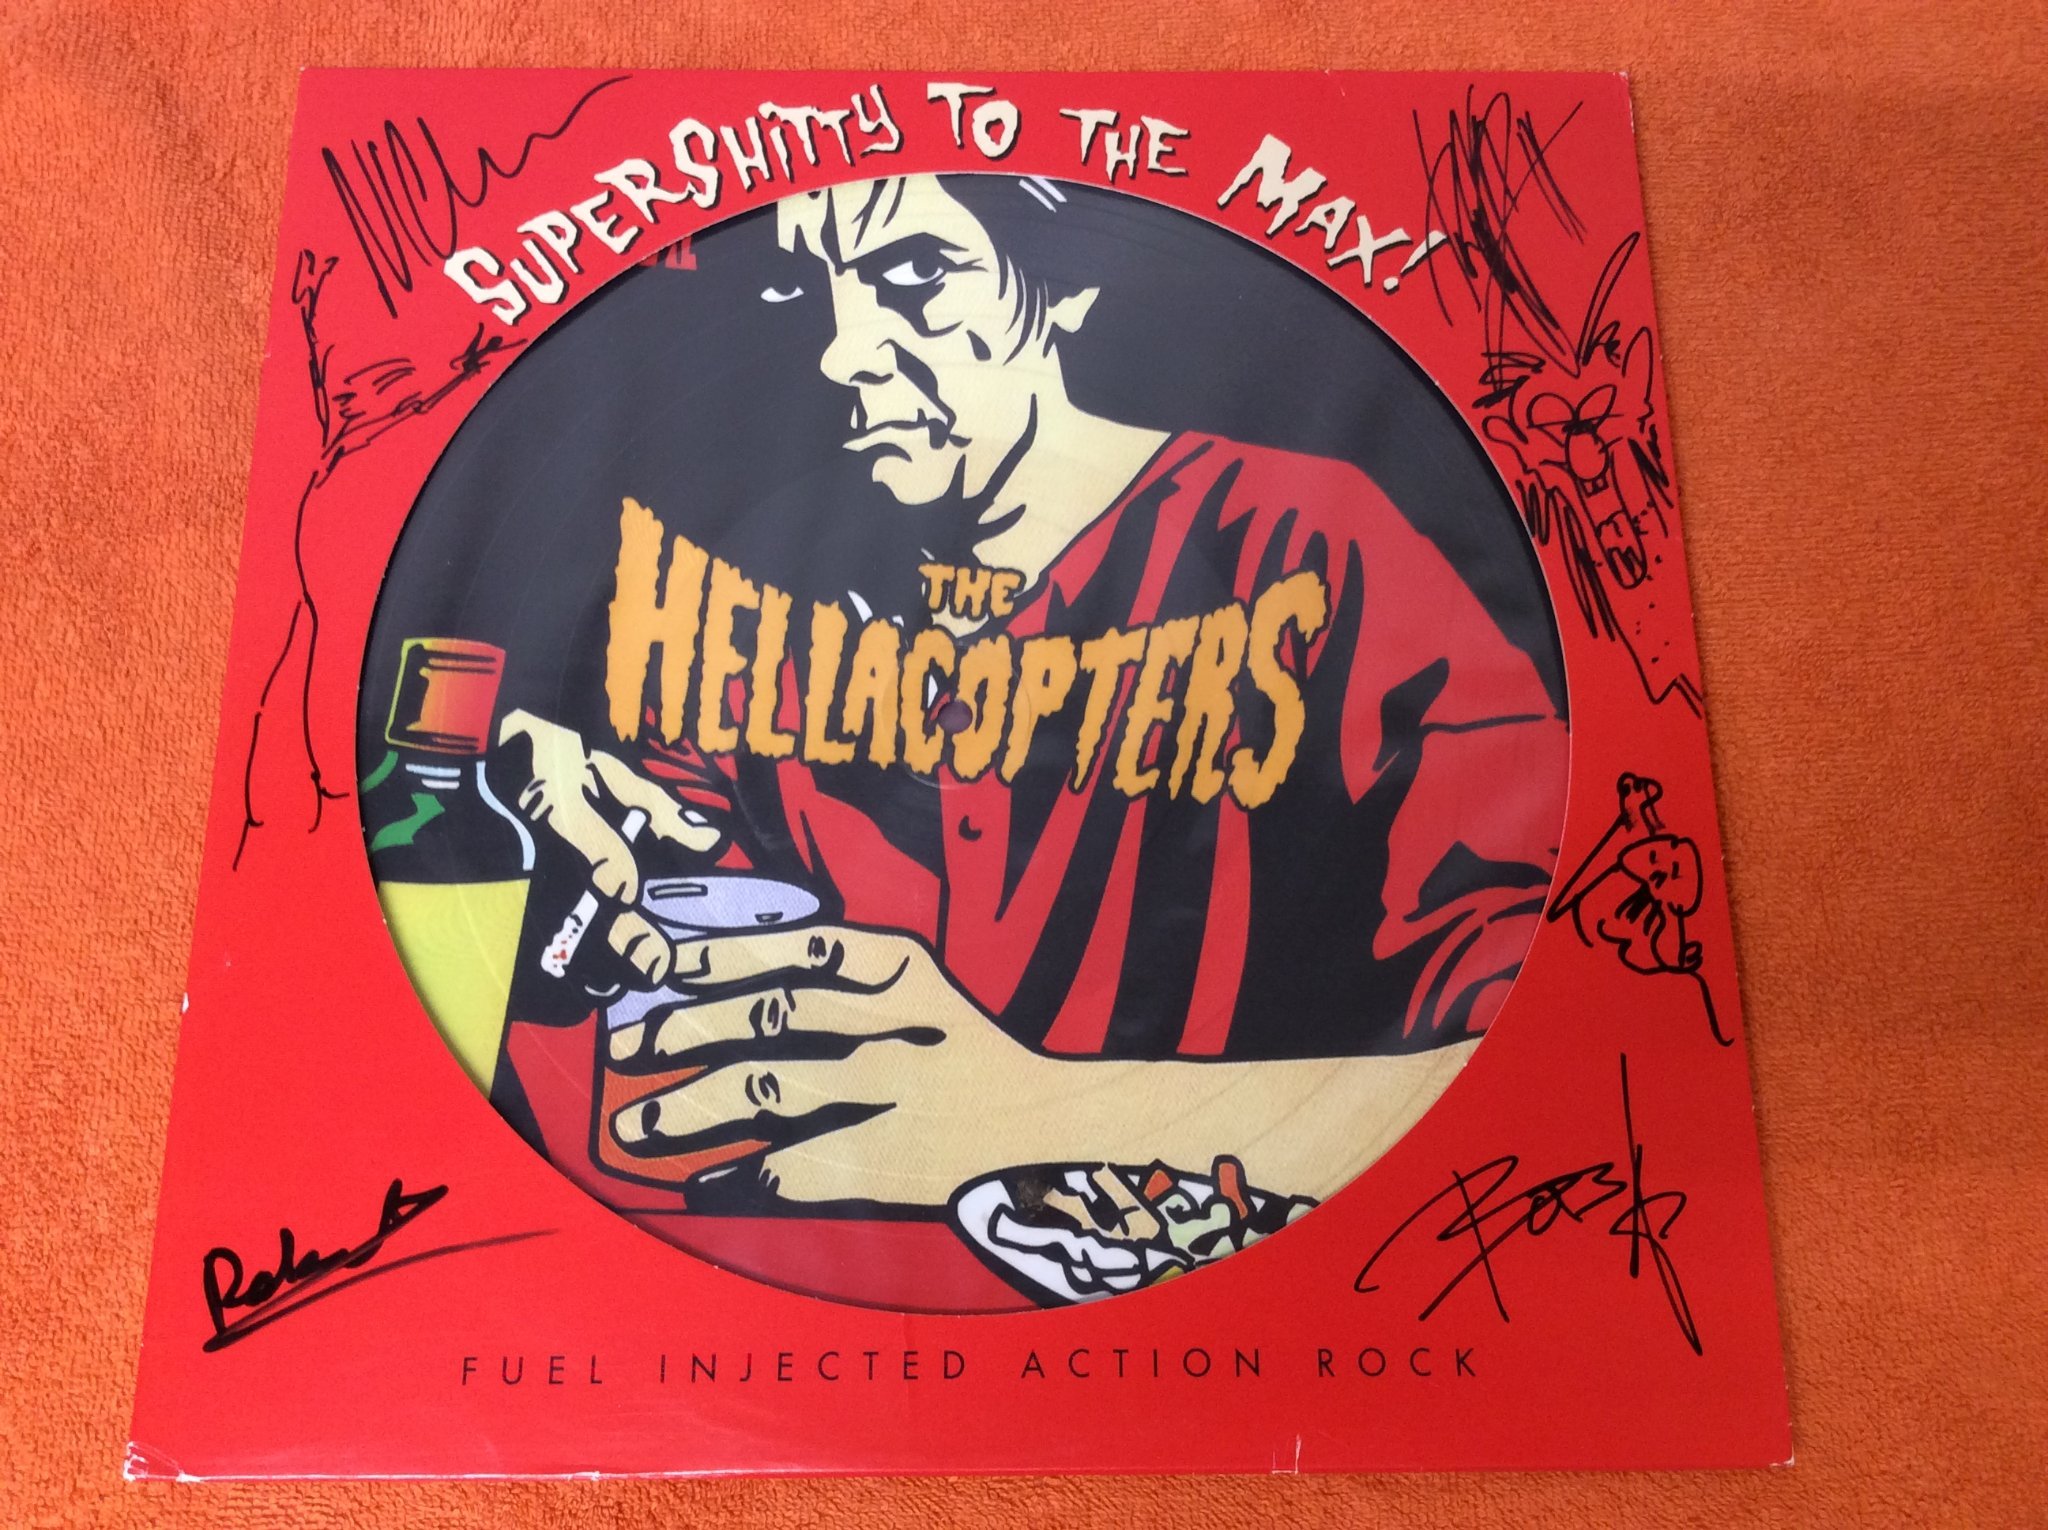 SUPERSHITTY TO THE MAX!
THE
HELLACOPTERS
FUEL INJECTED ACTION ROCK